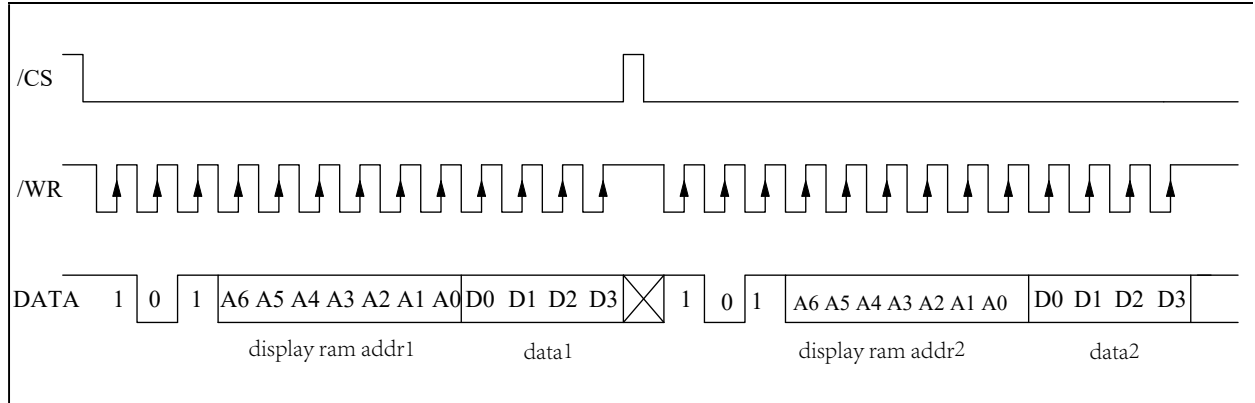 /CS
/WR
DATA 1 0 1 A6 A5 A4 A3 A2 A1 A0 D0 D1 D2 D3 1 0 1 A6 A5 A4 A3 A2 A1 A0 D0 D1 D2 D3
display ram addr1 data1 display ram addr2 data2